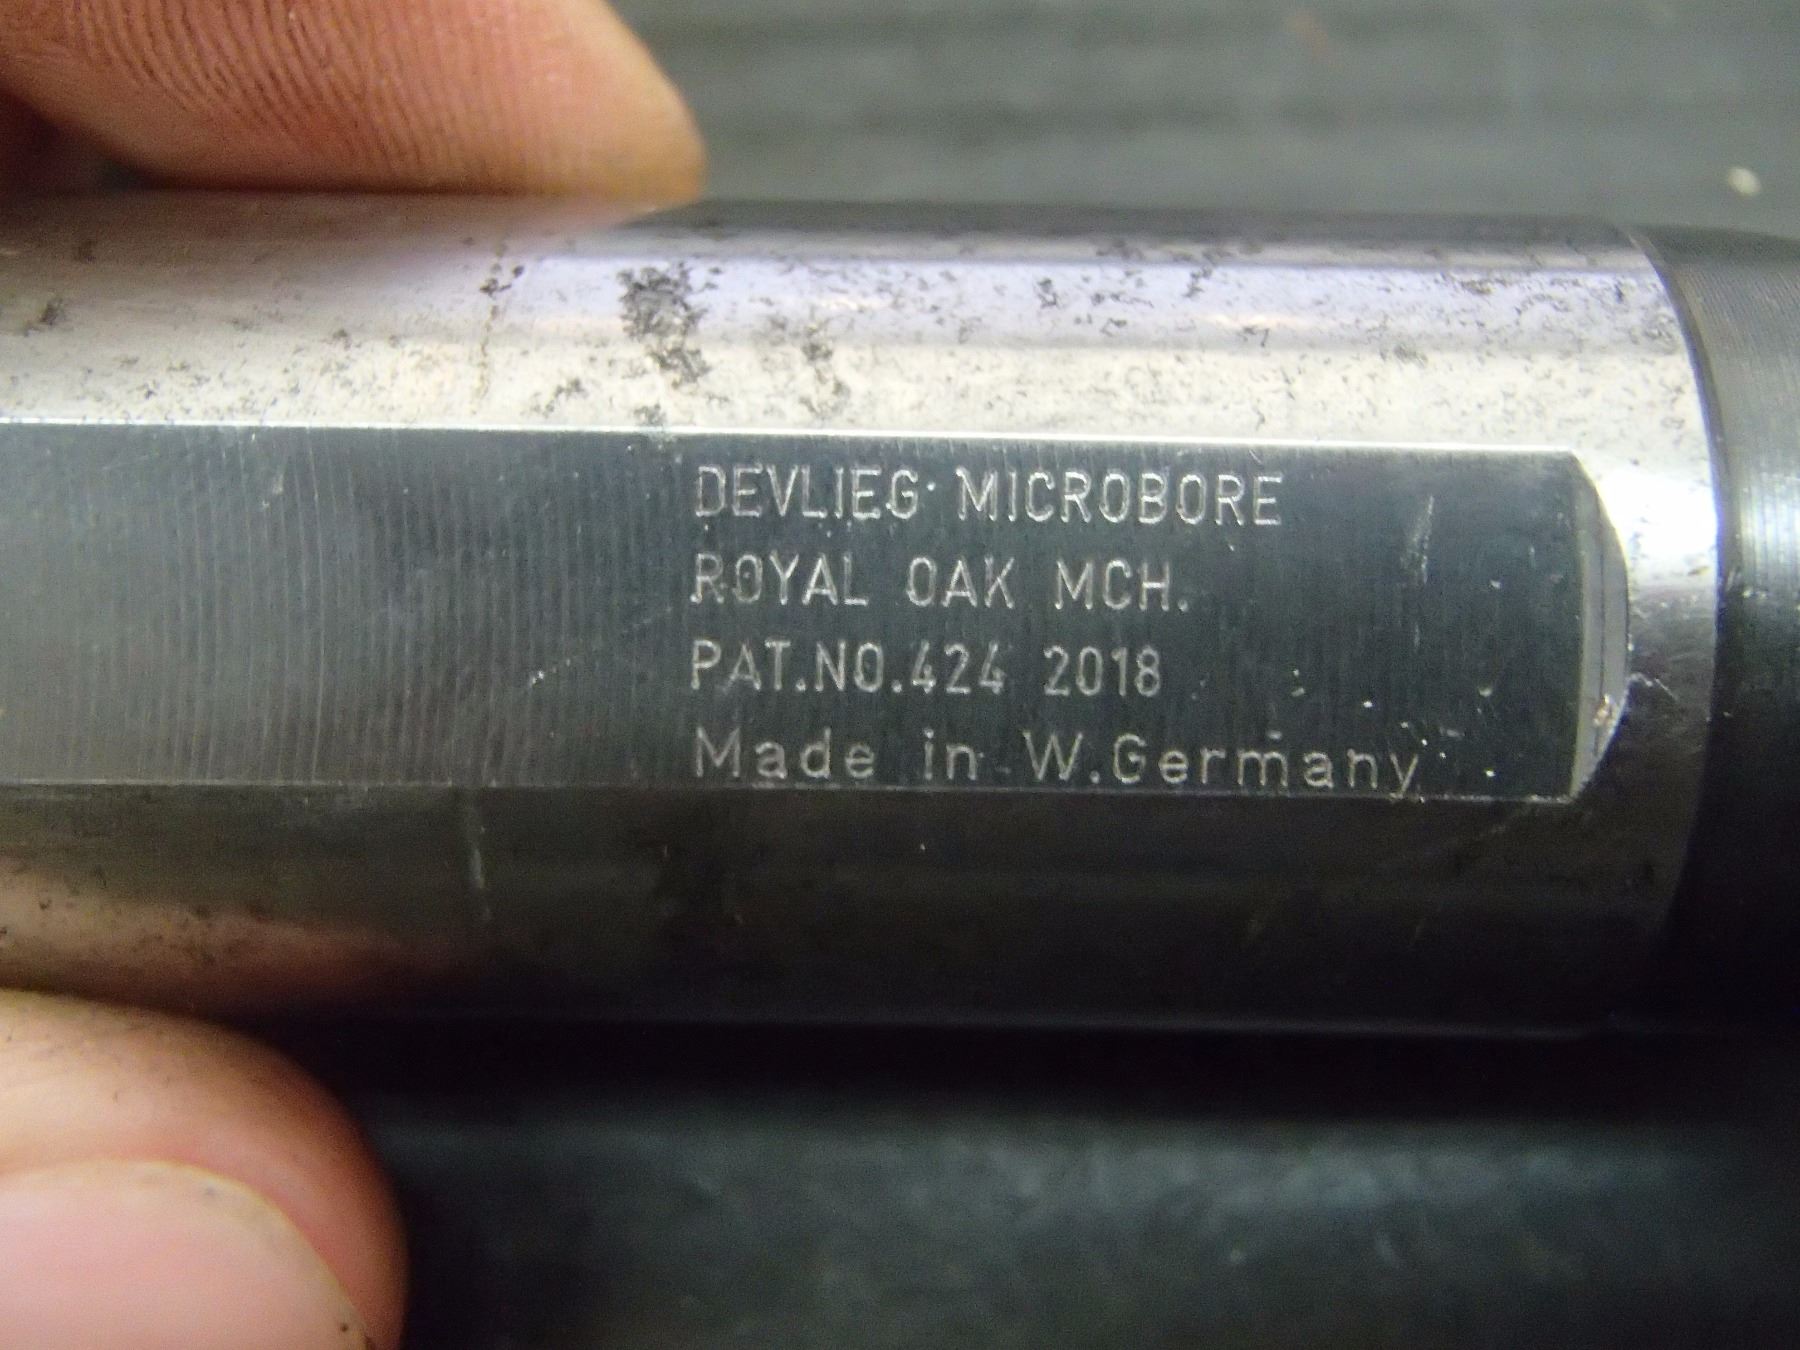 DEVLIEG MICROBORE
ROYAL OAK MCH.
PAT.NO.424 2018
Made in W.Germany